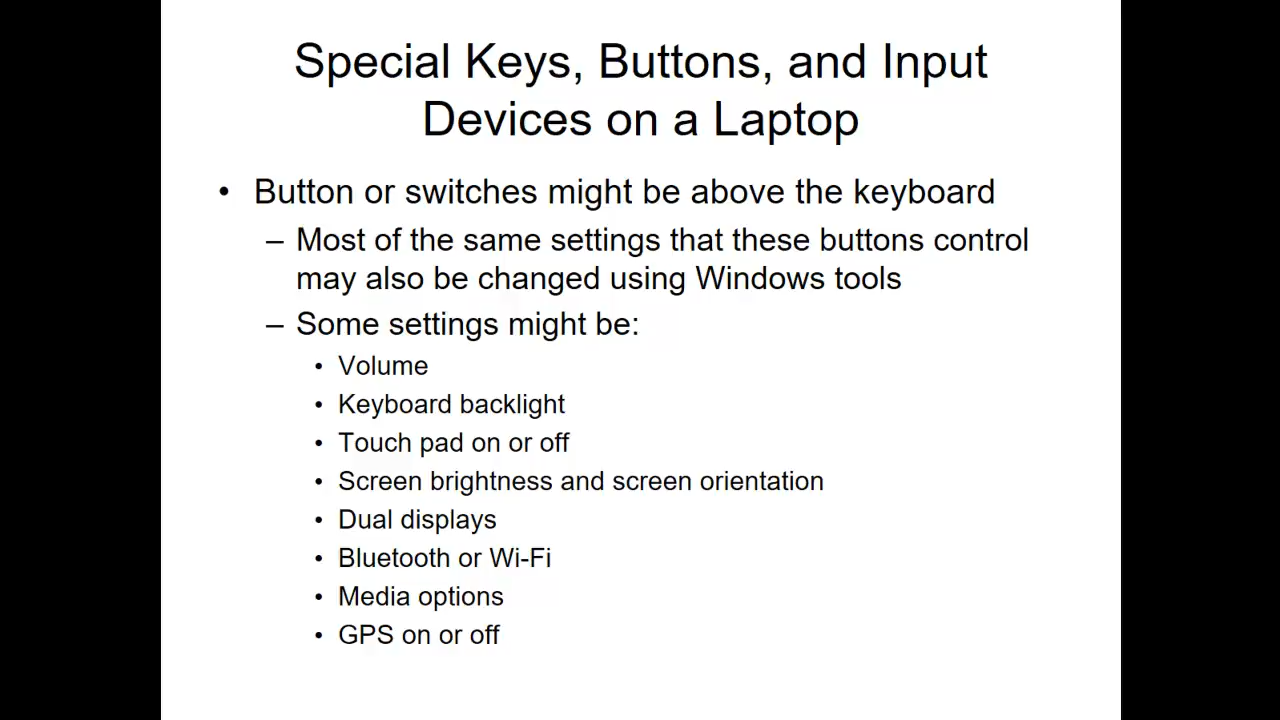 Special Keys, Buttons, and Input
Devices on a Laptop
• Button or switches might be above the keyboard
– Most of the same settings that these buttons control
may also be changed using Windows tools
– Some settings might be:
• Volume
• Keyboard backlight
• Touch pad on or off
• Screen brightness and screen orientation
• Dual displays
• Bluetooth or Wi-Fi
• Media options
• GPS on or off